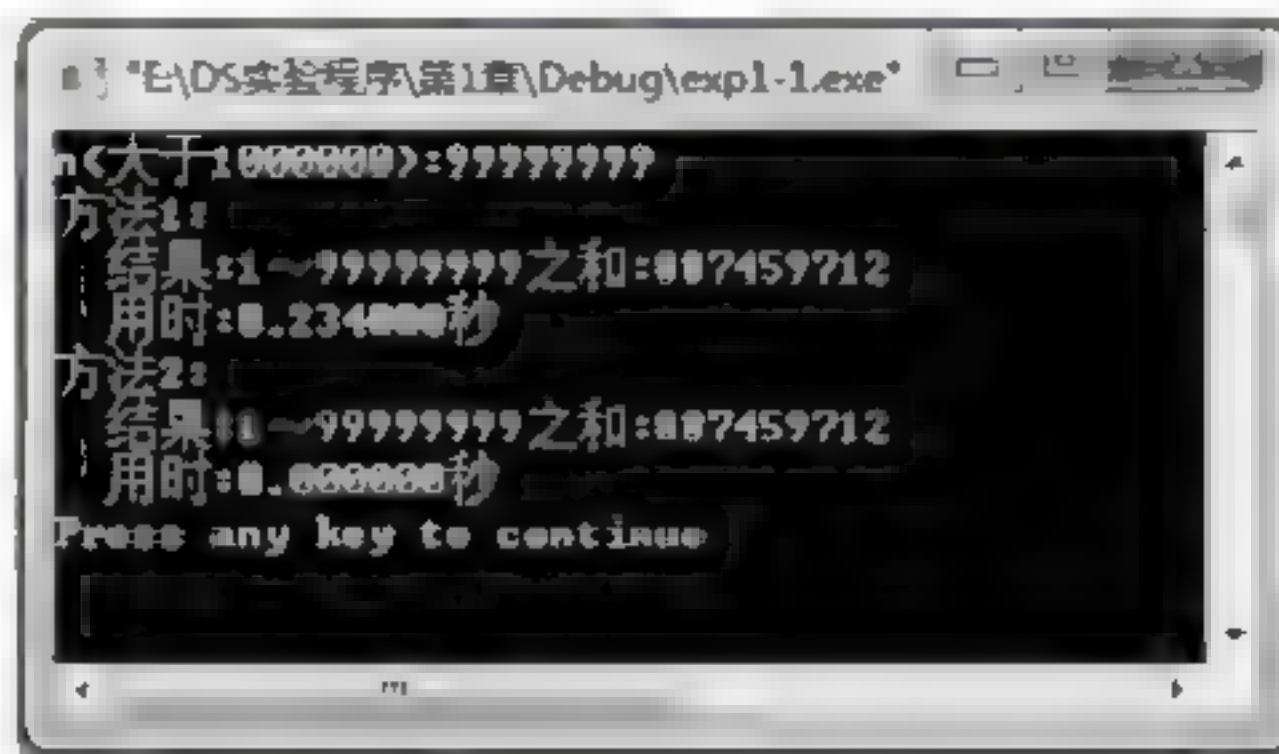 "E:\DS实验程序\第1章\Debug\exp1-1.exe"
n(大于1000000):99999999
方法1:
结果:1~99999999之和:887459712
用时:0.234000秒
方法2:
结果:1~99999999之和:887459712
用时:0.000000秒
Press any key to continue